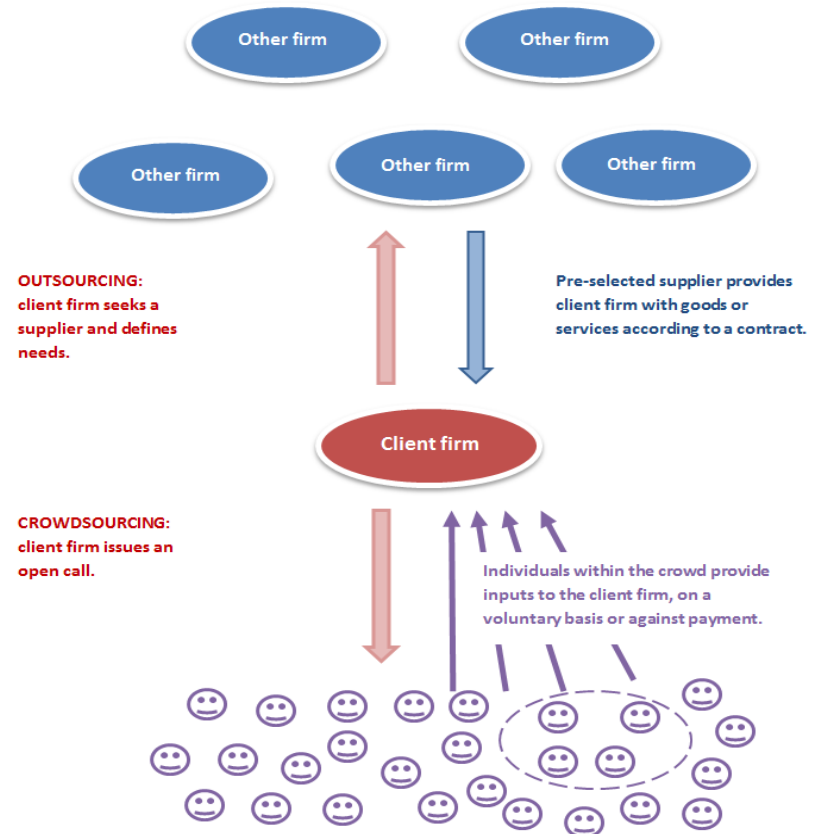 Other firm
Other firm
Other firm
Other firm
Other firm
OUTSOURCING:
client firm seeks a
supplier and defines
needs.
Pre-selected supplier provides
client firm with goods or
services according to a contract.
Client firm
CROWDSOURCING:
client firm issues an
open call.
Individuals within the crowd provide
inputs to the client firm, on a
voluntary basis or against payment.